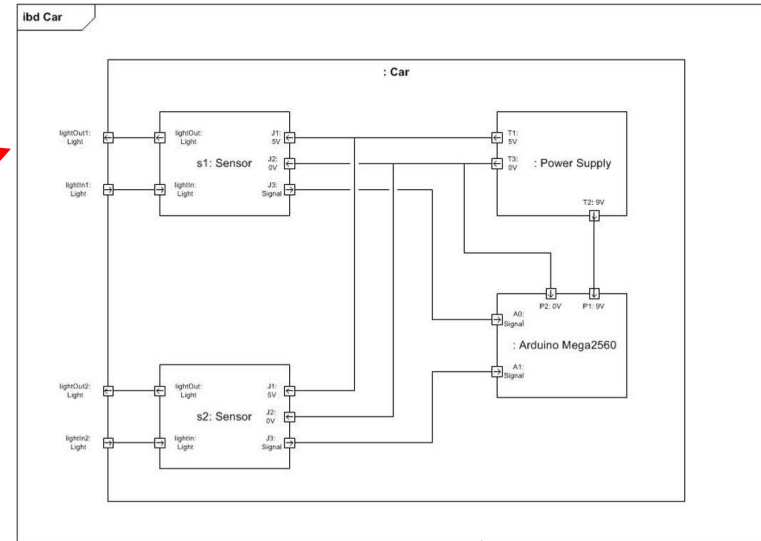 ibd Car
: Car
lightOut1:
Light
lightOut:
Light
J1:
5V
T1:
5V
s1: Sensor
J2:
0V
T3:
0V
: Power Supply
lightIn1:
Light
lightIn:
Light
J3:
Signal
T2: 9V
P2: 0V
P1: 9V
A0:
Signal
: Arduino Mega2560
A1:
Signal
lightOut2:
Light
lightOut:
Light
J1:
5V
s2: Sensor
J2:
0V
lightIn2:
Light
lightIn:
Light
J3:
Signal